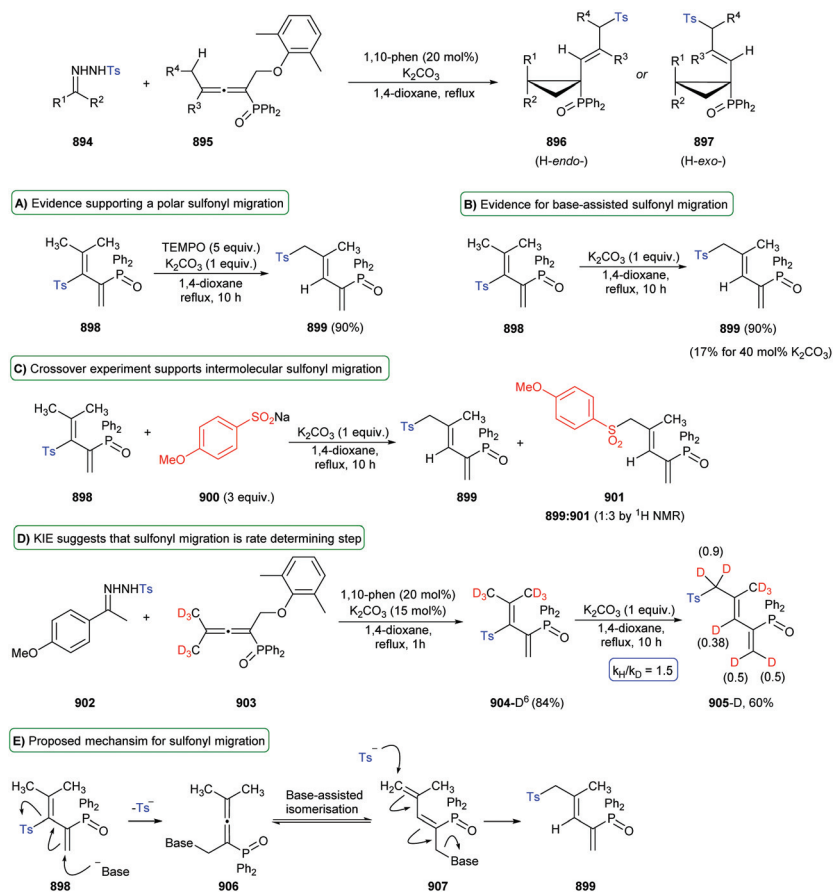 R4 Ts Ts R4
NNHTs R4 H O 1,10-phen (20 mol%) H R3 R1 R3 H
R1 R2 + R3 PPh2 O K2CO3 R1 R2 O PPh2 or R2 O PPh2
1,4-dioxane, reflux
894 895 896 897
(H-endo-) (H-exo-)
A) Evidence supporting a polar sulfonyl migration
B) Evidence for base-assisted sulfonyl migration
H3C CH3 Ph2 P O Ts
TEMPO (5 equiv.)
K2CO3 (1 equiv.)
1,4-dioxane
reflux, 10 h
Ts CH3 Ph2 P O H
898 899 (90%)
H3C CH3 Ph2 P O Ts
K2CO3 (1 equiv.)
1,4-dioxane
reflux, 10 h
Ts CH3 Ph2 P O H
898 899 (90%)
(17% for 40 mol% K2CO3)
C) Crossover experiment supports intermolecular sulfonyl migration
H3C CH3 Ph2 P O Ts + SO2Na MeO
K2CO3 (1 equiv.)
1,4-dioxane,
reflux, 10 h
Ts CH3 Ph2 P O H + MeO S O2 CH3 Ph2 P O H
898 900 (3 equiv.) 899 901
899:901 (1:3 by 1H NMR)
D) KIE suggests that sulfonyl migration is rate determining step
NNHTs MeO + D3C D3C O PPh2 O
1,10-phen (20 mol%)
K2CO3 (15 mol%)
1,4-dioxane,
reflux, 1h
D3C CD3 Ph2 P O Ts
K2CO3 (1 equiv.)
1,4-dioxane,
reflux, 10 h
kH/kD = 1.5
(0.9)
D D Ts CD3 Ph2 P O D
(0.38)
D D
(0.5) (0.5)
902 903 904-D6 (84%) 905-D, 60%
E) Proposed mechansim for sulfonyl migration
H3C CH3 Ph2 P O Ts
-Ts−
H3C CH3 Base P Ph2 O
Base-assisted
isomerisation
Ts−
H2C CH3 Ph2 P O Base
Ts CH3 Ph2 P O H
−Base
898 906 907 899